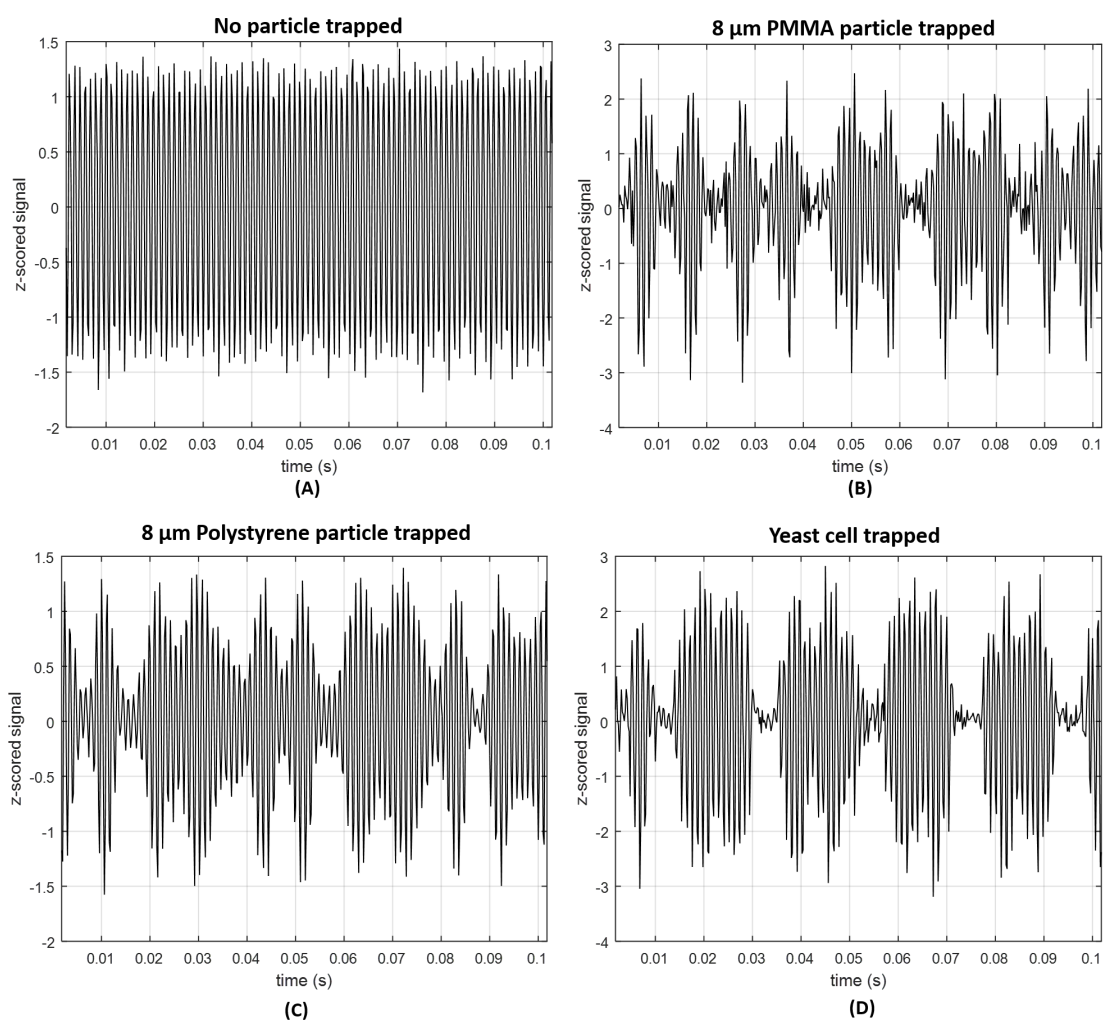 No particle trapped
1.5
1
0.5
0
-0.5
-1
-1.5
-2
z-scored signal
0.01 0.02 0.03 0.04 0.05 0.06 0.07 0.08 0.09 0.1
time (s)
(A)
8 µm PMMA particle trapped
3
2
1
0
-1
-2
-3
-4
z-scored signal
0.01 0.02 0.03 0.04 0.05 0.06 0.07 0.08 0.09 0.1
time (s)
(B)
8 µm Polystyrene particle trapped
1.5
1
0.5
0
-0.5
-1
-1.5
-2
z-scored signal
0.01 0.02 0.03 0.04 0.05 0.06 0.07 0.08 0.09 0.1
time (s)
(C)
Yeast cell trapped
3
2
1
0
-1
-2
-3
-4
z-scored signal
0.01 0.02 0.03 0.04 0.05 0.06 0.07 0.08 0.09 0.1
time (s)
(D)